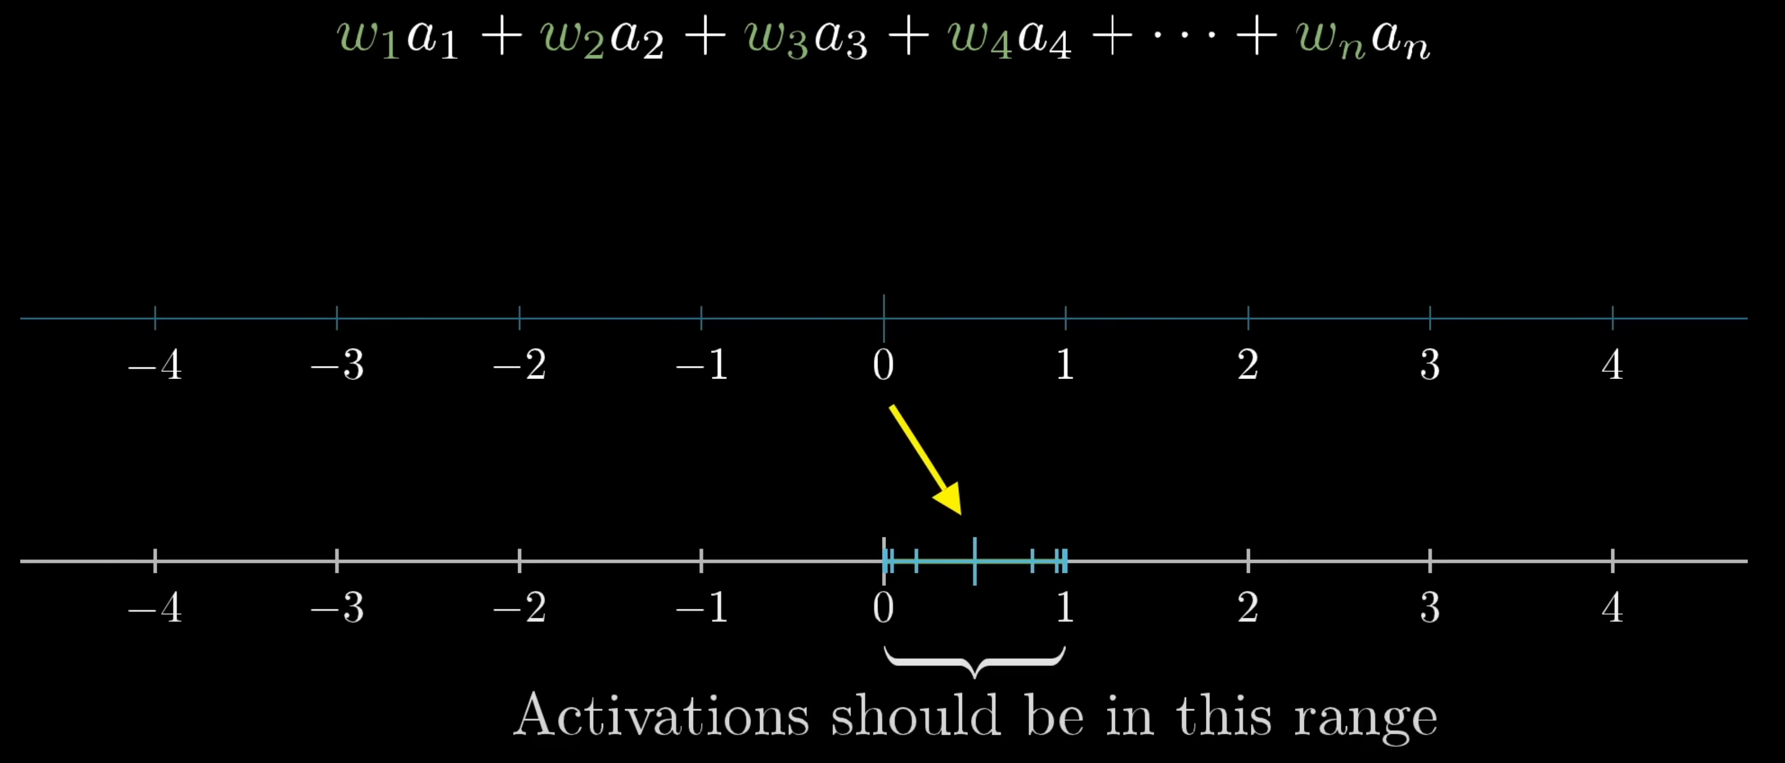 w₁a₁ + w₂a₂ + w₃a₃ + w₄a₄ + ⋯ + wₙaₙ
−4 −3 −2 −1 0 1 2 3 4
−4 −3 −2 −1 0 1 2 3 4
Activations should be in this range